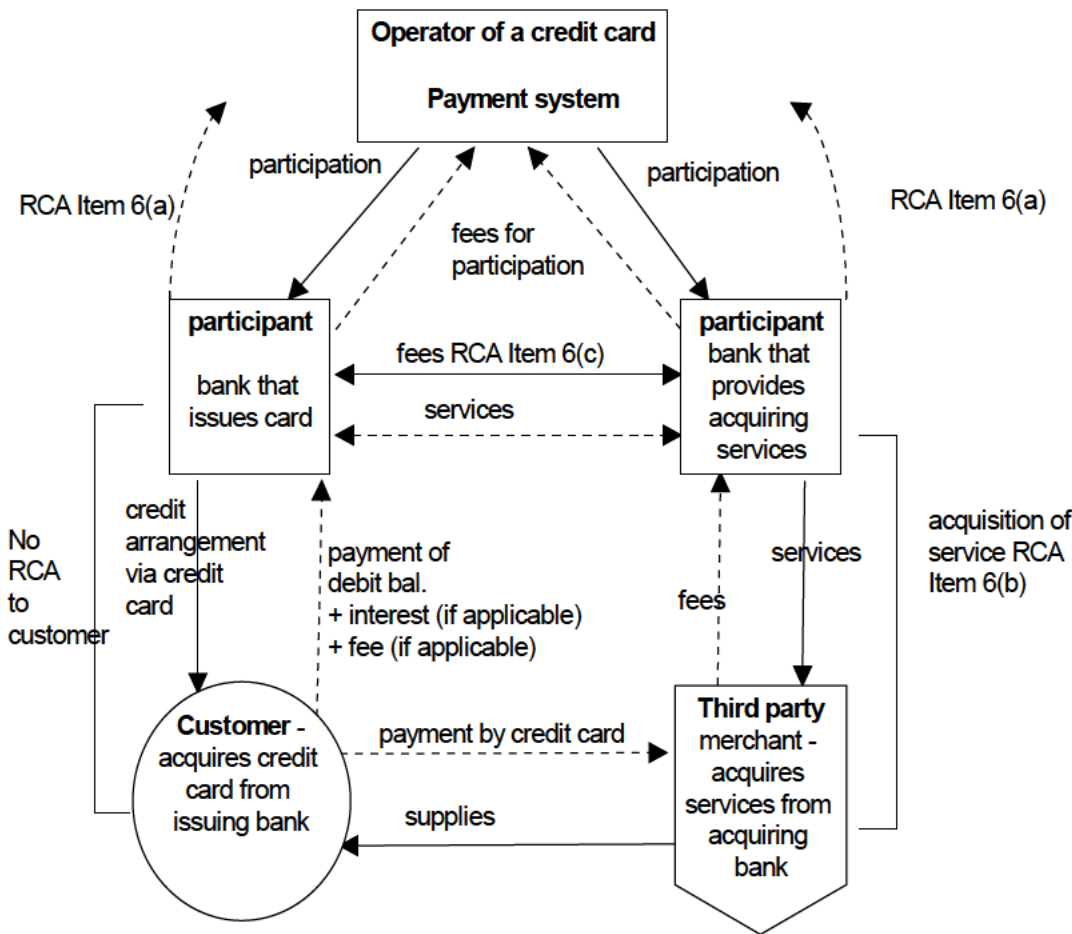 Operator of a credit card
Payment system
participation
participation
RCA Item 6(a)
RCA Item 6(a)
fees for
participation
participant
bank that
issues card
participant
bank that
provides
acquiring
services
fees RCA Item 6(c)
services
No
RCA
to
customer
credit
arrangement
via credit
card
payment of
debit bal.
+ interest (if applicable)
+ fee (if applicable)
fees
services
acquisition of
service RCA
Item 6(b)
Customer -
acquires credit
card from
issuing bank
payment by credit card
supplies
Third party
merchant -
acquires
services from
acquiring
bank